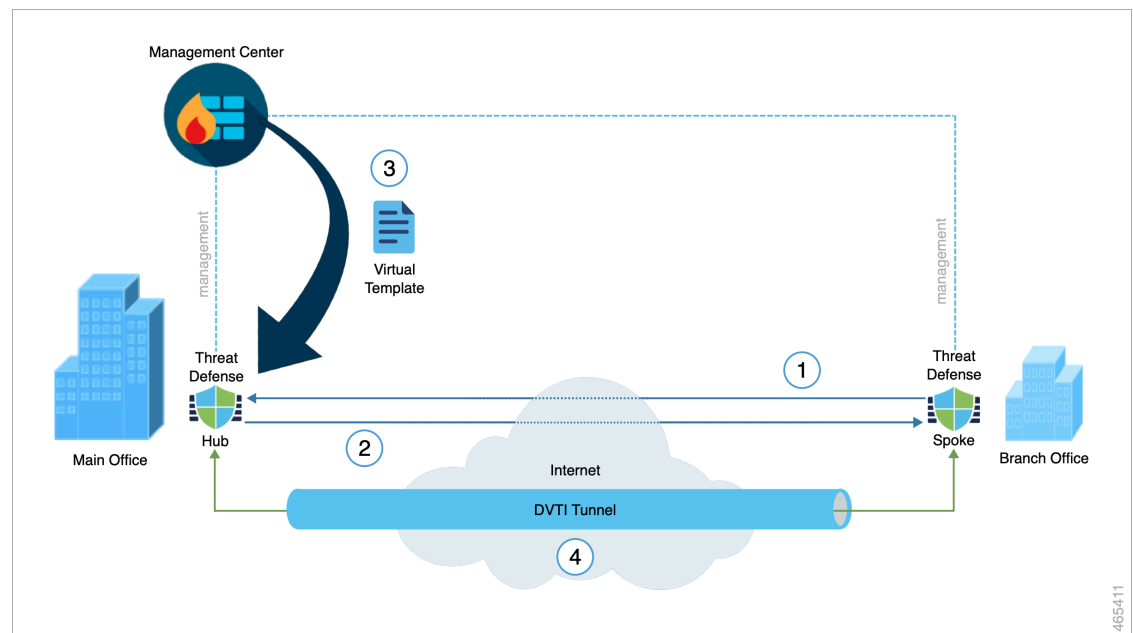 Management Center
3
Virtual
Template
management
management
Threat
Defense
Hub
Main Office
1
Threat
Defense
Spoke
Branch Office
2
Internet
DVTI Tunnel
4
465411